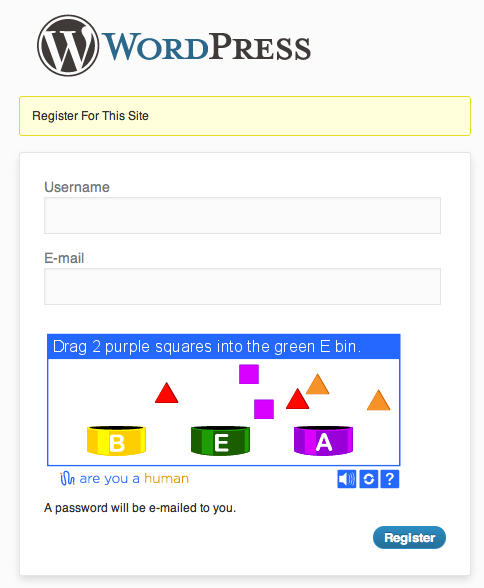 WORDPRESS
Register For This Site
Username
E-mail
Drag 2 purple squares into the green E bin.
B E A
are you a human
?
A password will be e-mailed to you.
Register